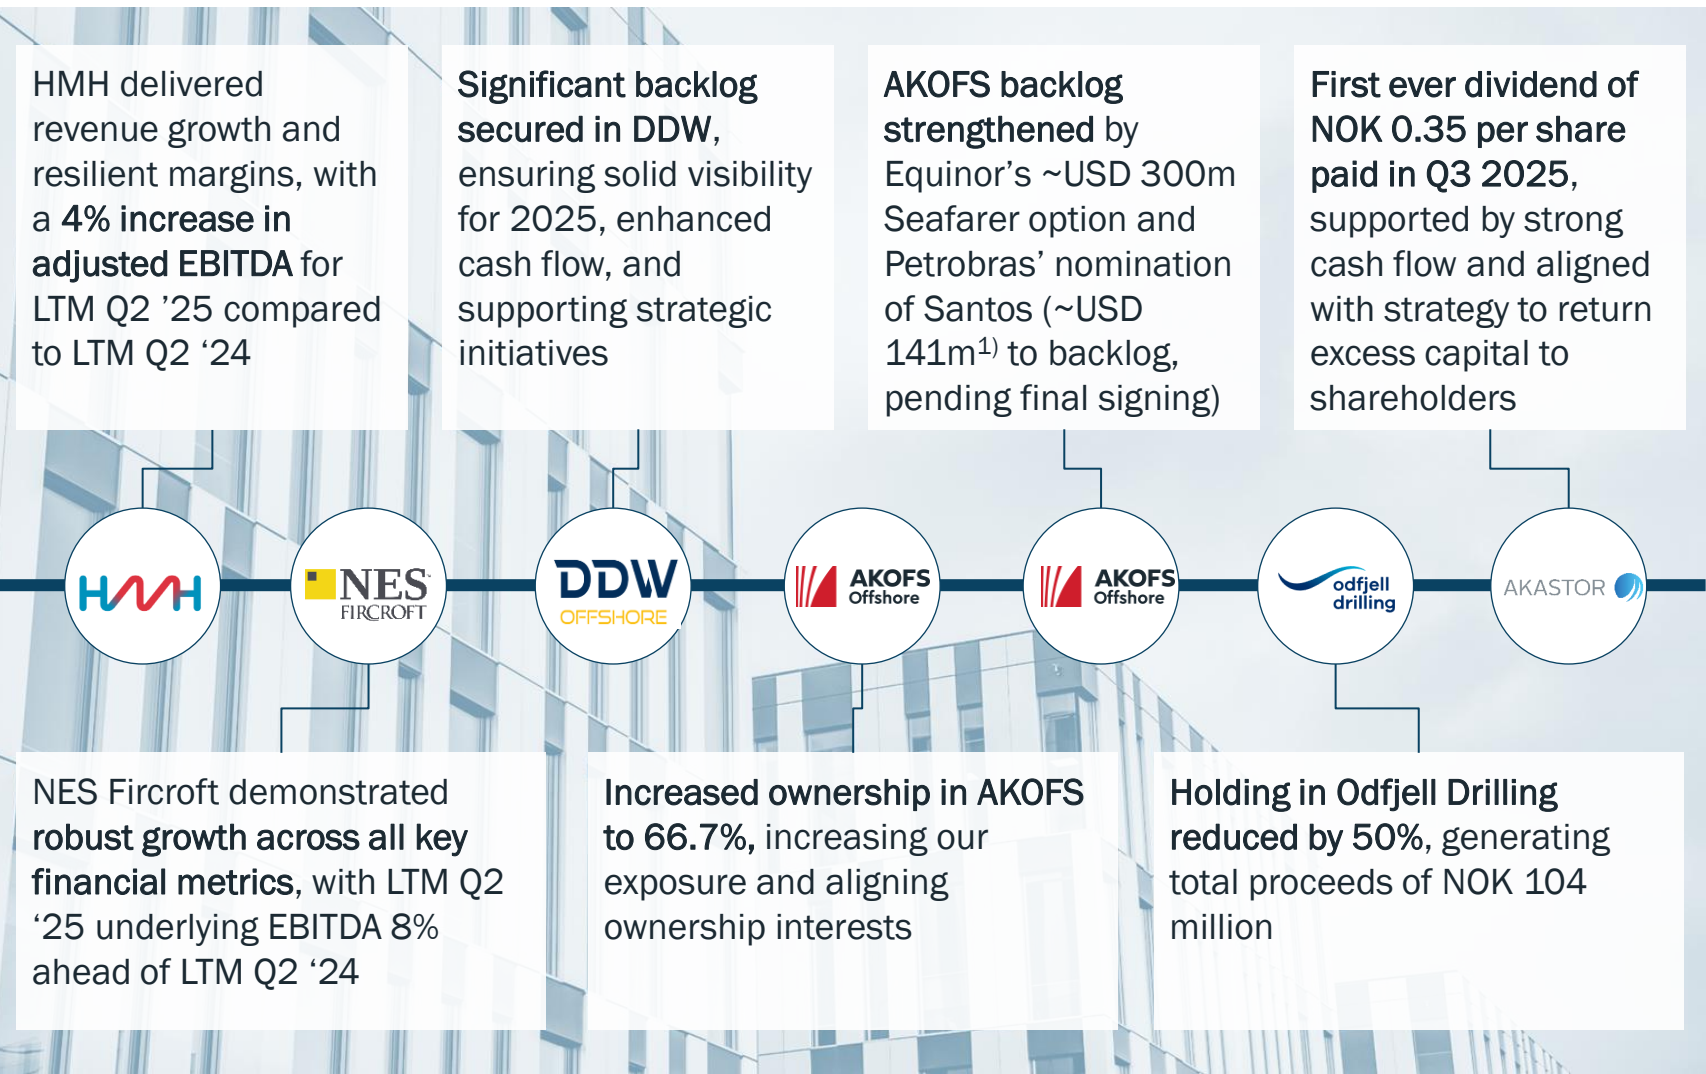 HMH delivered
revenue growth and
resilient margins, with
a 4% increase in
adjusted EBITDA for
LTM Q2 ’25 compared
to LTM Q2 ‘24
Significant backlog
secured in DDW,
ensuring solid visibility
for 2025, enhanced
cash flow, and
supporting strategic
initiatives
AKOFS backlog
strengthened by
Equinor’s ~USD 300m
Seafarer option and
Petrobras’ nomination
of Santos (~USD
141m¹⁾ to backlog,
pending final signing)
First ever dividend of
NOK 0.35 per share
paid in Q3 2025,
supported by strong
cash flow and aligned
with strategy to return
excess capital to
shareholders
HMH
NES
FIRCROFT
DDW
OFFSHORE
AKOFS
Offshore
AKOFS
Offshore
odfjell
drilling
AKASTOR
NES Fircroft demonstrated
robust growth across all key
financial metrics, with LTM Q2
‘25 underlying EBITDA 8%
ahead of LTM Q2 ‘24
Increased ownership in AKOFS
to 66.7%, increasing our
exposure and aligning
ownership interests
Holding in Odfjell Drilling
reduced by 50%, generating
total proceeds of NOK 104
million